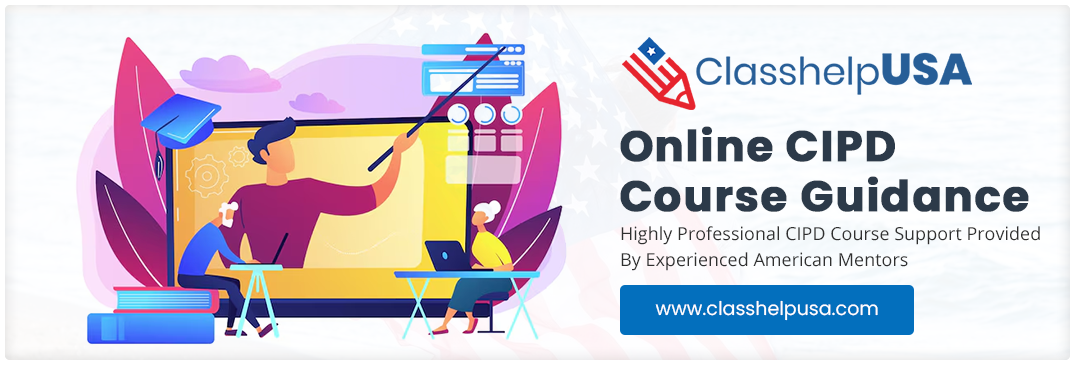 ClasshelpUSA
Online CIPD
Course Guidance
Highly Professional CIPD Course Support Provided
By Experienced American Mentors
www.classhelpusa.com